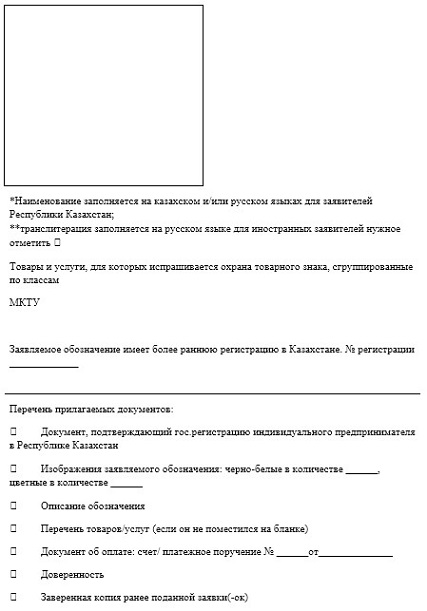 *Наименование заполняется на казахском и/или русском языках для заявителей
Республики Казахстан;
**транслитерация заполняется на русском языке для иностранных заявителей нужное
отметить 
Товары и услуги, для которых испрашивается охрана товарного знака, сгруппированные
по классам
МКТУ
Заявляемое обозначение имеет более раннюю регистрацию в Казахстане. № регистрации
_____________
Перечень прилагаемых документов:
Документ, подтверждающий гос.регистрацию индивидуального предпринимателя
в Республике Казахстан
Изображения заявляемого обозначения: черно-белые в количестве ______,
цветные в количестве ______
Описание обозначения
Перечень товаров/услуг (если он не поместился на бланке)
Документ об оплате: счет/ платежное поручение № ______от______________
Доверенность
Заверенная копия ранее поданной заявки(-ок)